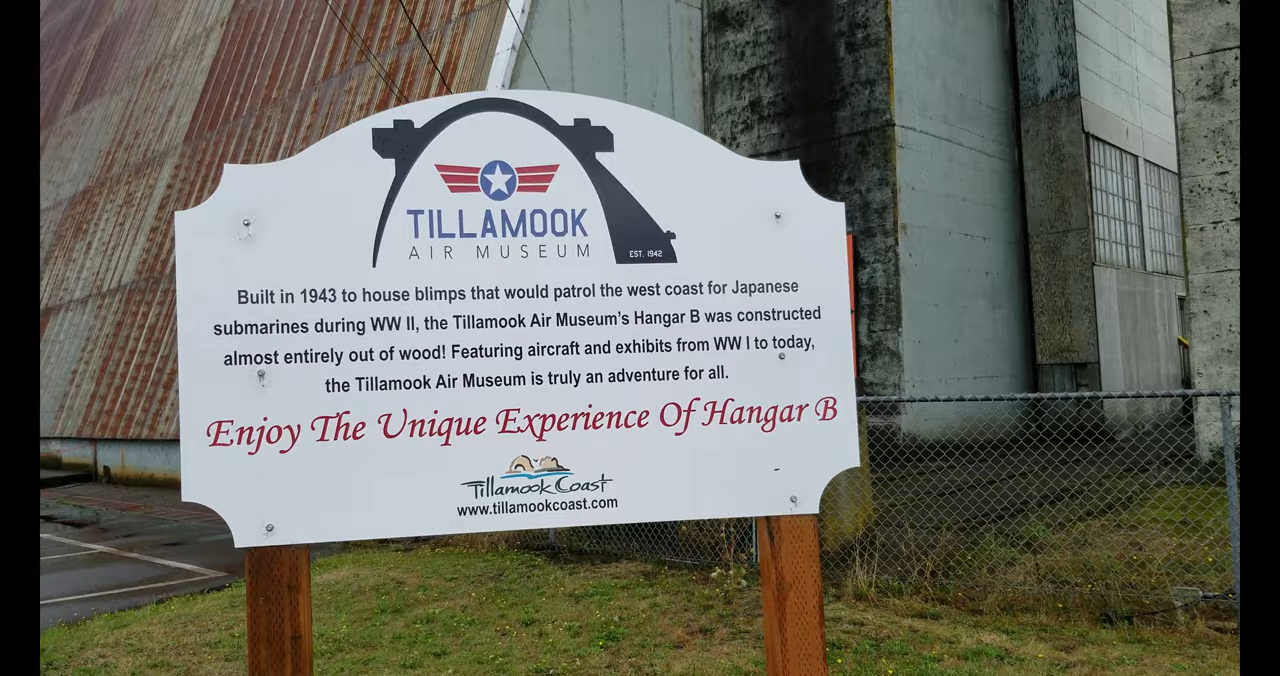 TILLAMOOK
AIR MUSEUM
EST. 1942
Built in 1943 to house blimps that would patrol the west coast for Japanese
submarines during WW II, the Tillamook Air Museum's Hangar B was constructed
almost entirely out of wood! Featuring aircraft and exhibits from WW I to today,
the Tillamook Air Museum is truly an adventure for all.
Enjoy The Unique Experience Of Hangar B
Tillamook Coast
www.tillamookcoast.com